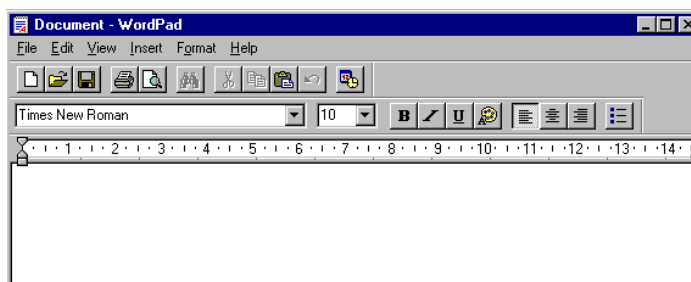 Document - WordPad
File Edit View Insert Format Help
Times New Roman 10 B I U
1 2 3 4 5 6 7 8 9 10 11 12 13 14